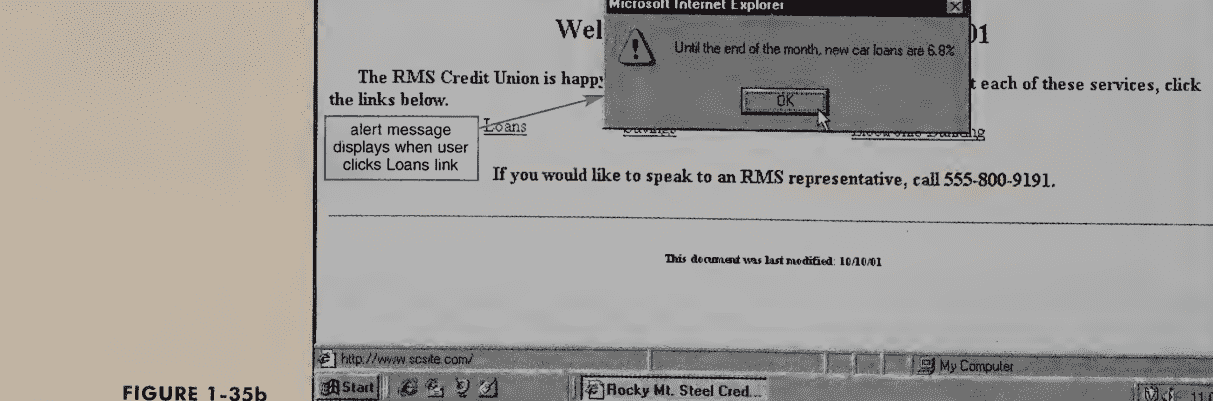 Microsoft Internet Explorer
Wel
01
Until the end of the month, new car loans are 6.8%
The RMS Credit Union is happy
t each of these services, click
the links below.
OK
alert message
displays when user
clicks Loans link
Loans
Savings
Electronic Banking
If you would like to speak to an RMS representative, call 555-800-9191.
This document was last modified: 10/10/01
http://www.scsite.com/
My Computer
FIGURE 1-35b
Start
Rocky Mt. Steel Cred...